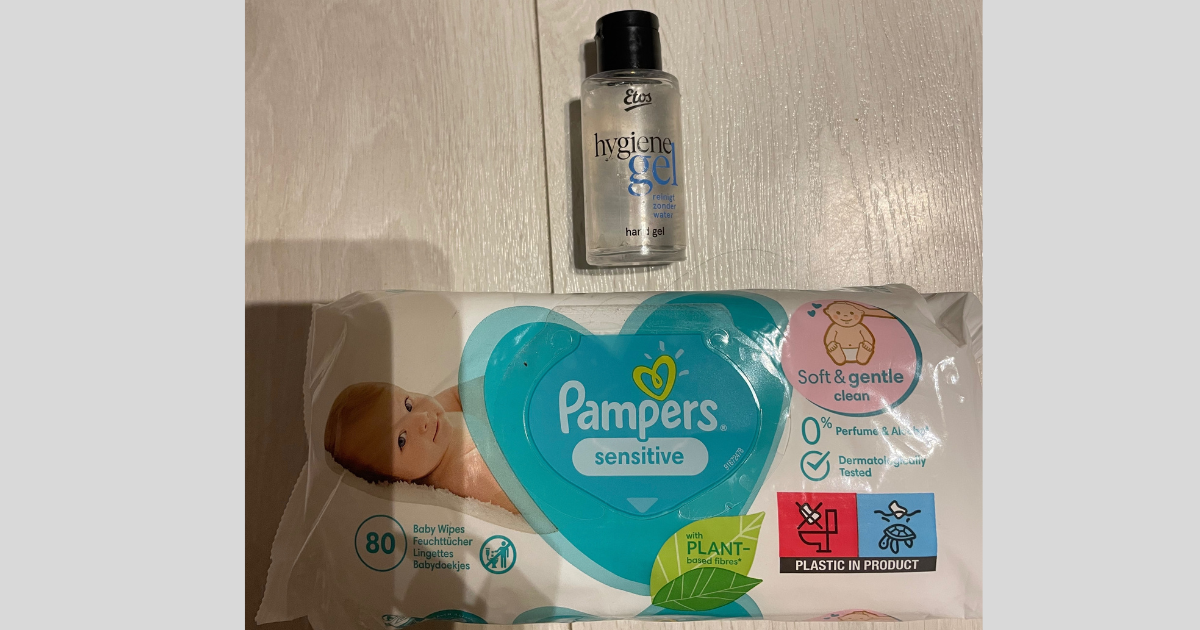 Etos
hygiene
gel
reinigt
zonder
water
hand gel
Soft & gentle
clean
Pampers
sensitive
0% Perfume & Alcohol
Dermatologically
Tested
80
Baby Wipes
Feuchttücher
Lingettes
Babydoekjes
with
PLANT-
based fibres*
PLASTIC IN PRODUCT